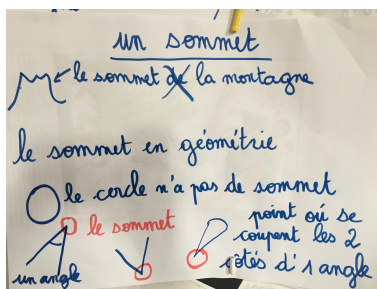 un sommet
le sommet de la montagne
le sommet en géométrie
le cercle n'a pas de sommet
le sommet
un angle
point où se
coupent les 2
côtés d'1 angle